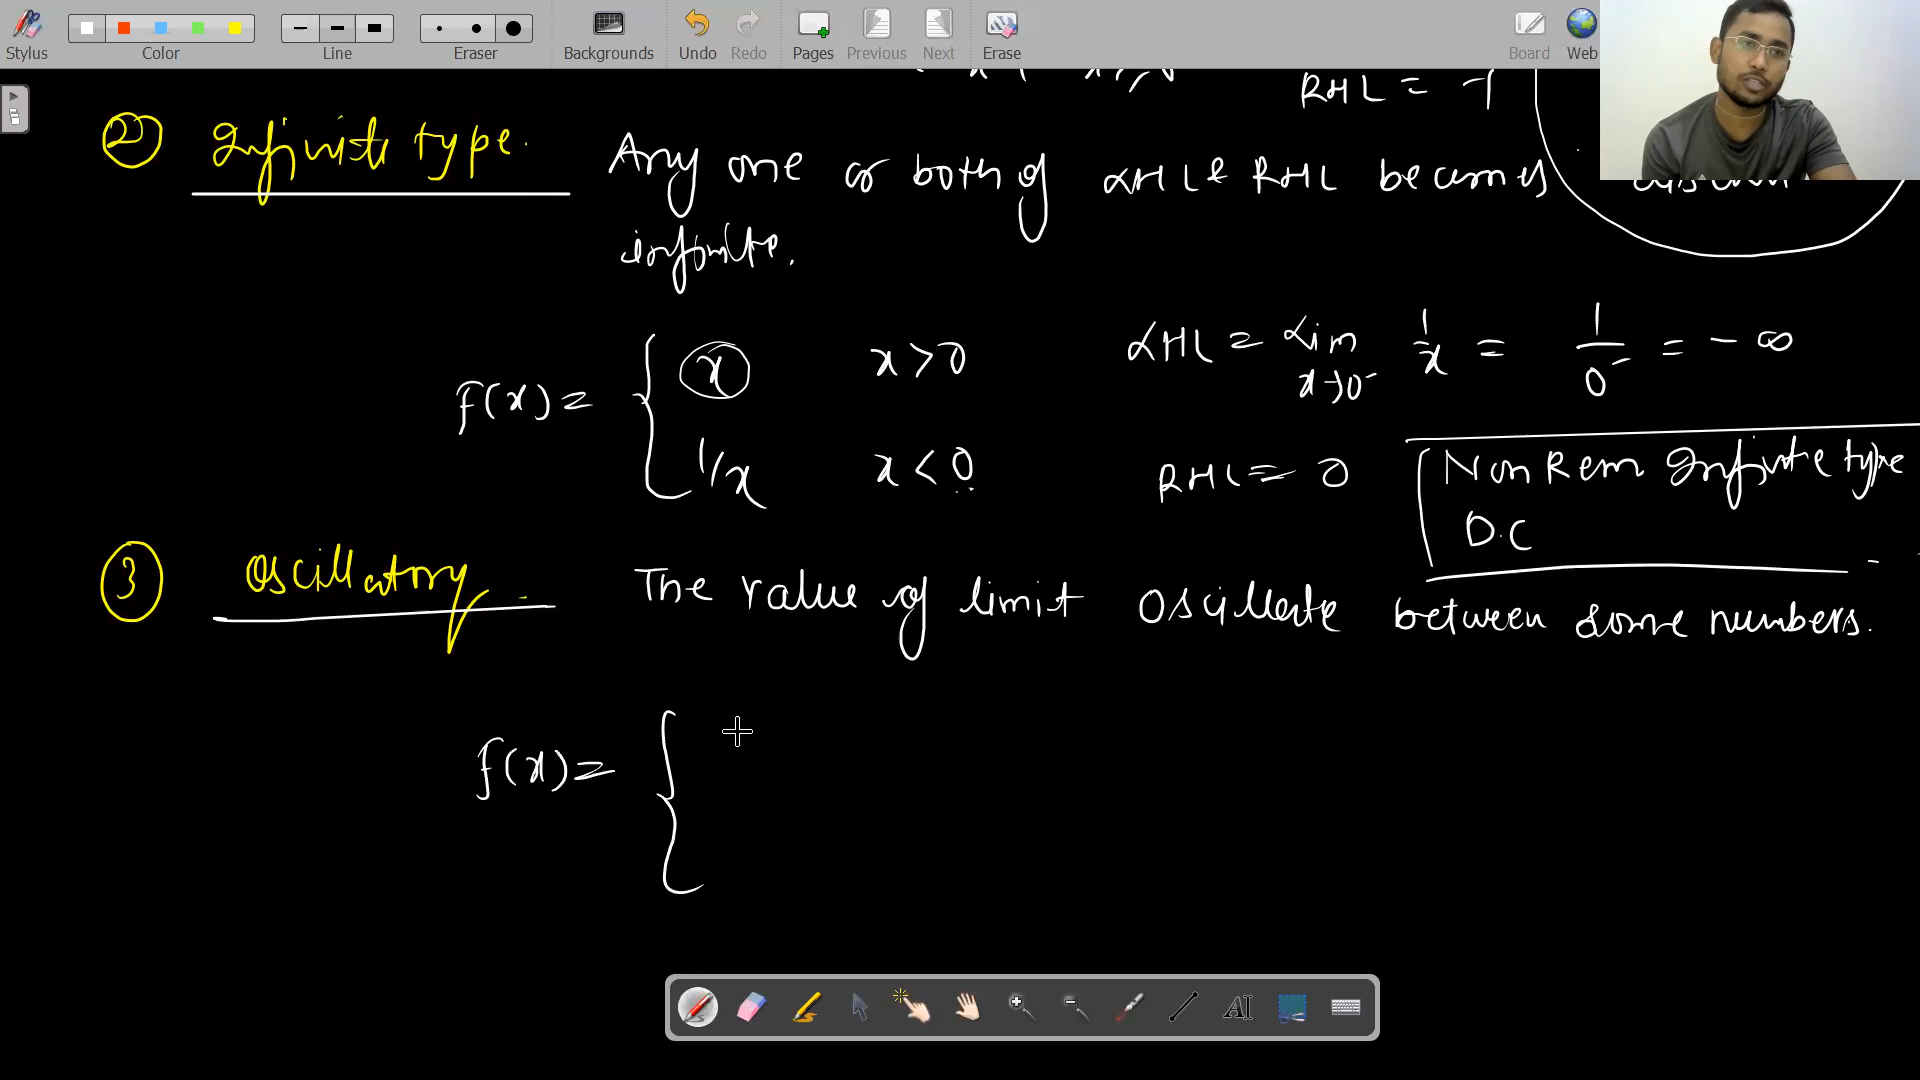 Stylus Color Line Eraser Backgrounds Undo Redo Pages Previous Next Erase Board Web
RHL = -1
② Infinite type. Any one or both of LHL & RHL becomes
infinite.
f(x) = { x x > 0
1/x x < 0
LHL = Lim x→0⁻ 1/x = 1/0⁻ = - ∞
RHL = 0
Non Rem Infinite type
D.C
③ Oscillatory. The value of limit oscillate between some numbers.
f(x) = {